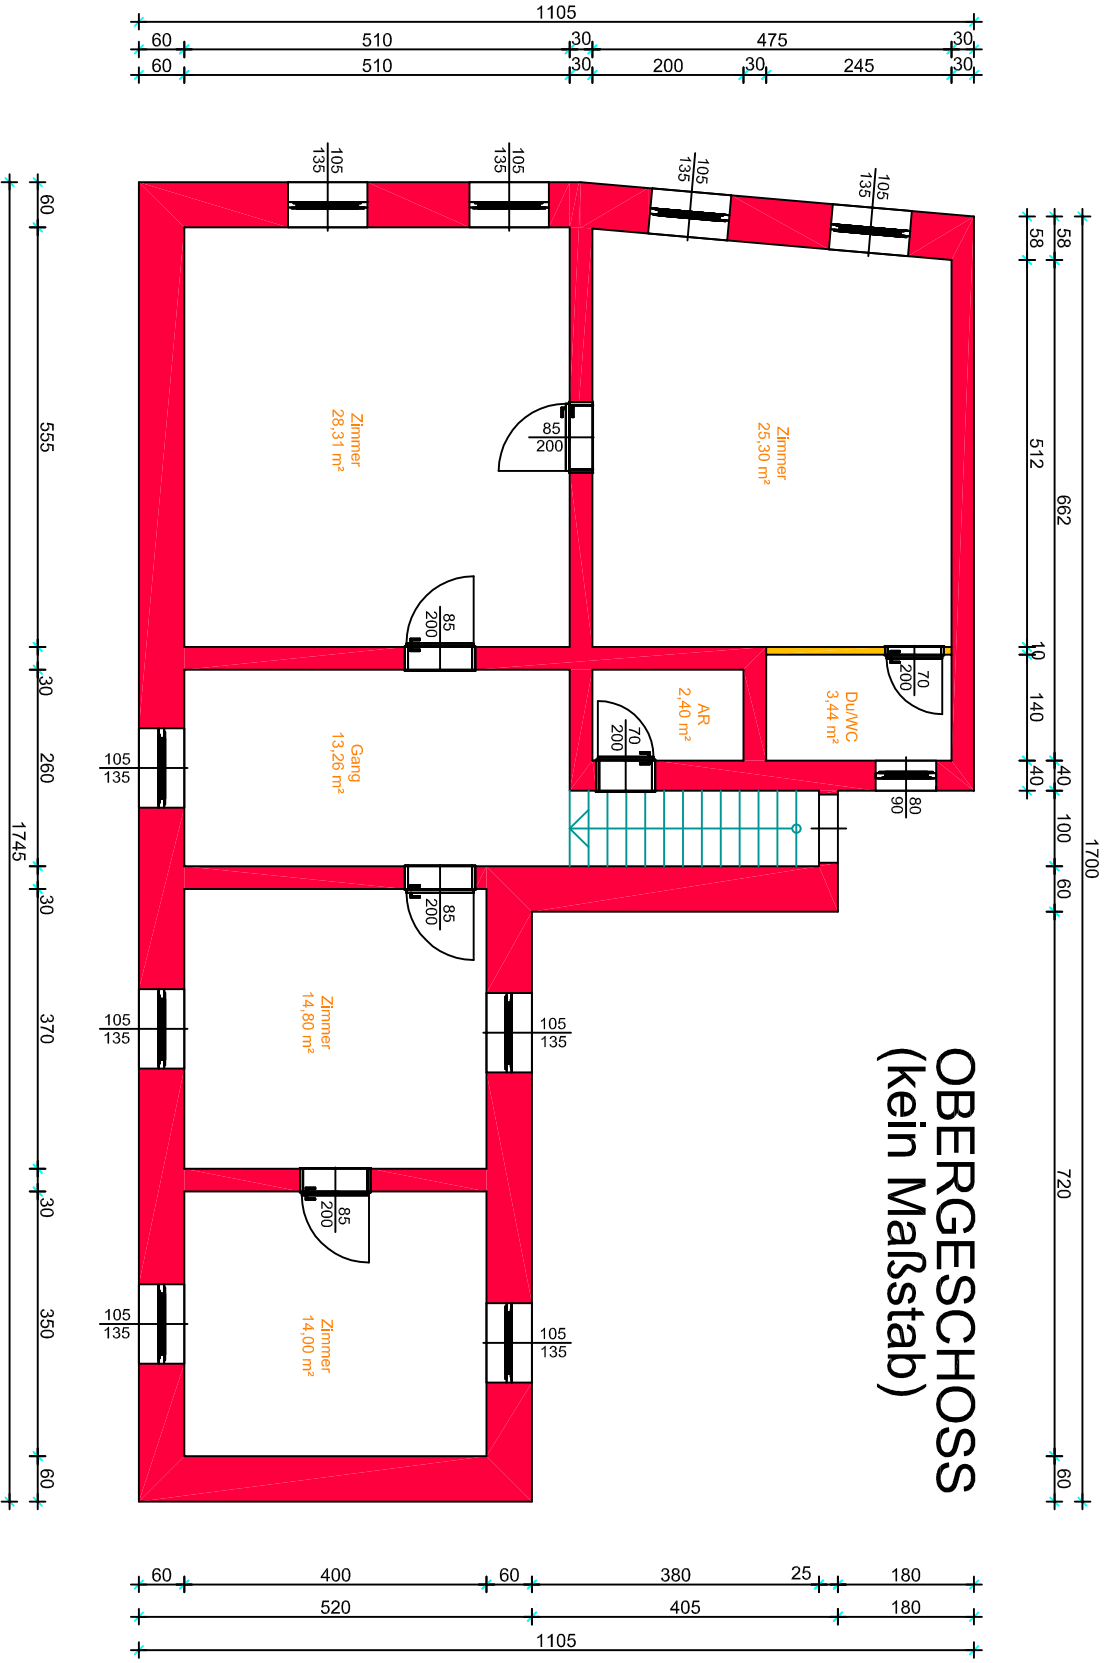 1105
60 510 30 475 30
60 510 30 200 30 245 30
105
135
105
135
105
135
105
135
60
555
30
260
30
370
30
350
60
1745
58
512
10
140
40
58
662
40
100
60
720
60
1700
Zimmer
28,31 m²
Zimmer
25,30 m²
85
200
85
200
70
200
Du/WC
3,44 m²
AR
2,40 m²
70
200
80
90
Gang
13,26 m²
105
135
85
200
Zimmer
14,80 m²
105
135
105
135
85
200
Zimmer
14,00 m²
105
135
105
135
OBERGESCHOSS
(kein Maßstab)
60 400 60 380 25 180
520 405 180
1105